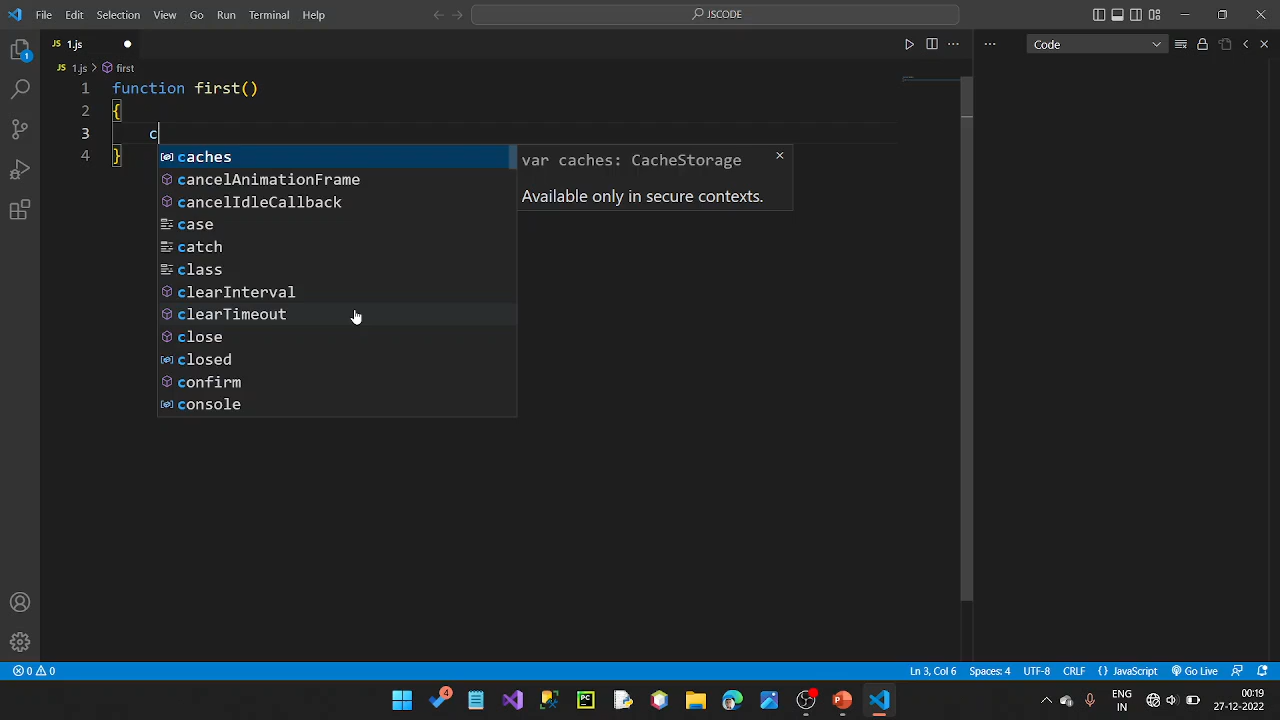 File Edit Selection View Go Run Terminal Help
JSCODE
JS 1.js
Code
JS 1.js > first
1 function first()
2 {
3 c
4 }
caches
cancelAnimationFrame
cancelIdleCallback
case
catch
class
clearInterval
clearTimeout
close
closed
confirm
console
var caches: CacheStorage
Available only in secure contexts.
1
0 0
Ln 3, Col 6 Spaces: 4 UTF-8 CRLF {} JavaScript Go Live
4
PC
P
ENG
IN
00:19
27-12-2022